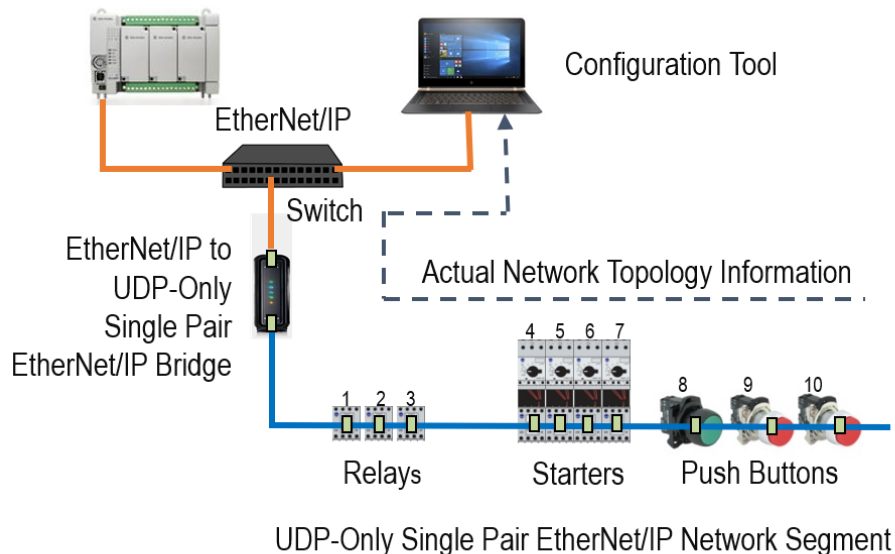 Configuration Tool
EtherNet/IP
Switch
EtherNet/IP to
UDP-Only
Single Pair
EtherNet/IP Bridge
Actual Network Topology Information
4 5 6 7
8 9 10
1 2 3
Relays
Starters
Push Buttons
UDP-Only Single Pair EtherNet/IP Network Segment